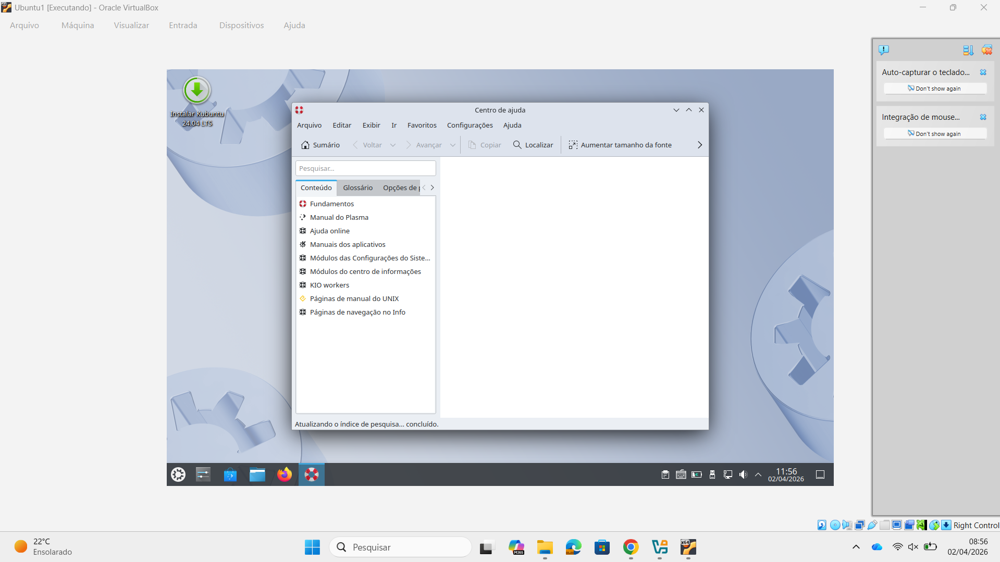 Ubuntu1 [Executando] - Oracle VirtualBox
Arquivo Máquina Visualizar Entrada Dispositivos Ajuda
Auto-capturar o teclado...
Don't show again
Integração de mouse...
Don't show again
Instalar Kubuntu
24.04 LTS
Centro de ajuda
Arquivo Editar Exibir Ir Favoritos Configurações Ajuda
Sumário Voltar Avançar Copiar Localizar Aumentar tamanho da fonte
Pesquisar...
Conteúdo Glossário Opções de p
Fundamentos
Manual do Plasma
Ajuda online
Manuais dos aplicativos
Módulos das Configurações do Siste...
Módulos do centro de informações
KIO workers
Páginas de manual do UNIX
Páginas de navegação no Info
Atualizando o índice de pesquisa... concluído.
11:56
02/04/2026
Right Control
22°C
Ensolarado
Pesquisar
M365
x64
08:56
02/04/2026